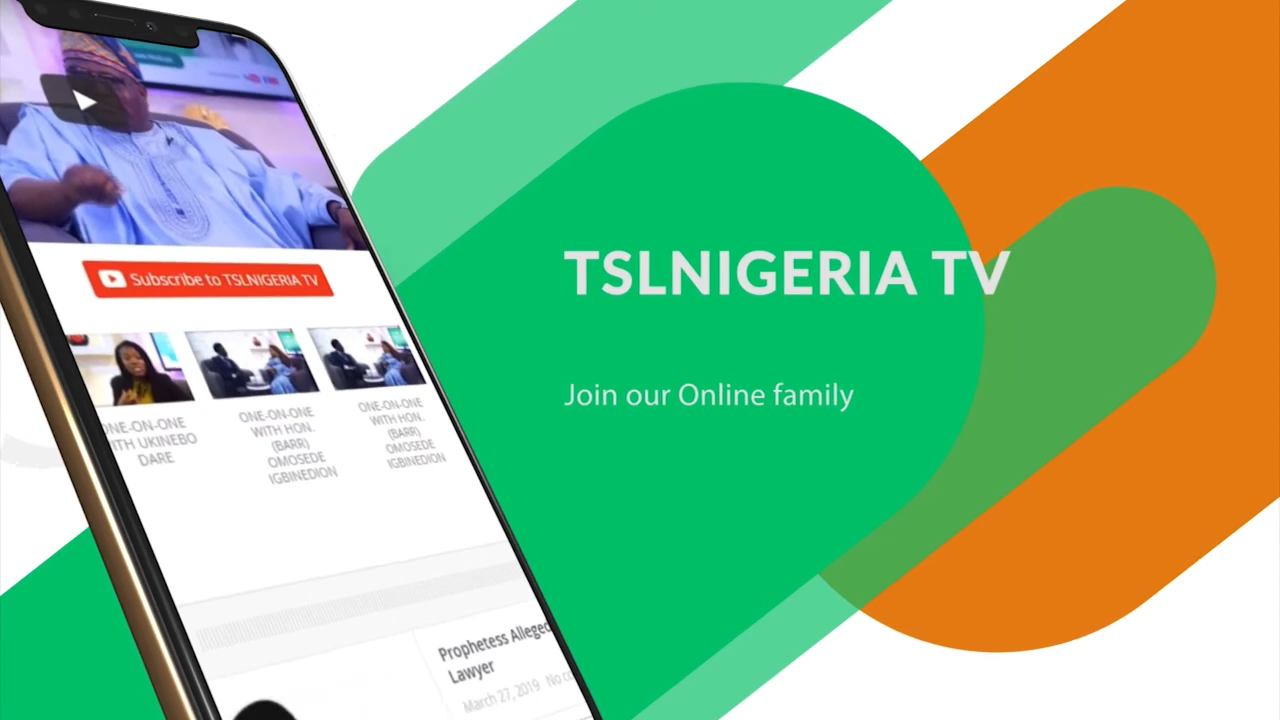 Subscribe to TSLNIGERIA TV
ONE-ON-ONE
WITH UKINEBO
DARE
ONE-ON-ONE
WITH HON.
(BARR)
OMOSEDE
IGBINEDION
ONE-ON-ONE
WITH HON.
(BARR)
OMOSEDE
IGBINEDION
Prophetess Alleged
Lawyer
March 27, 2019 No
TSLNIGERIA TV
Join our Online family